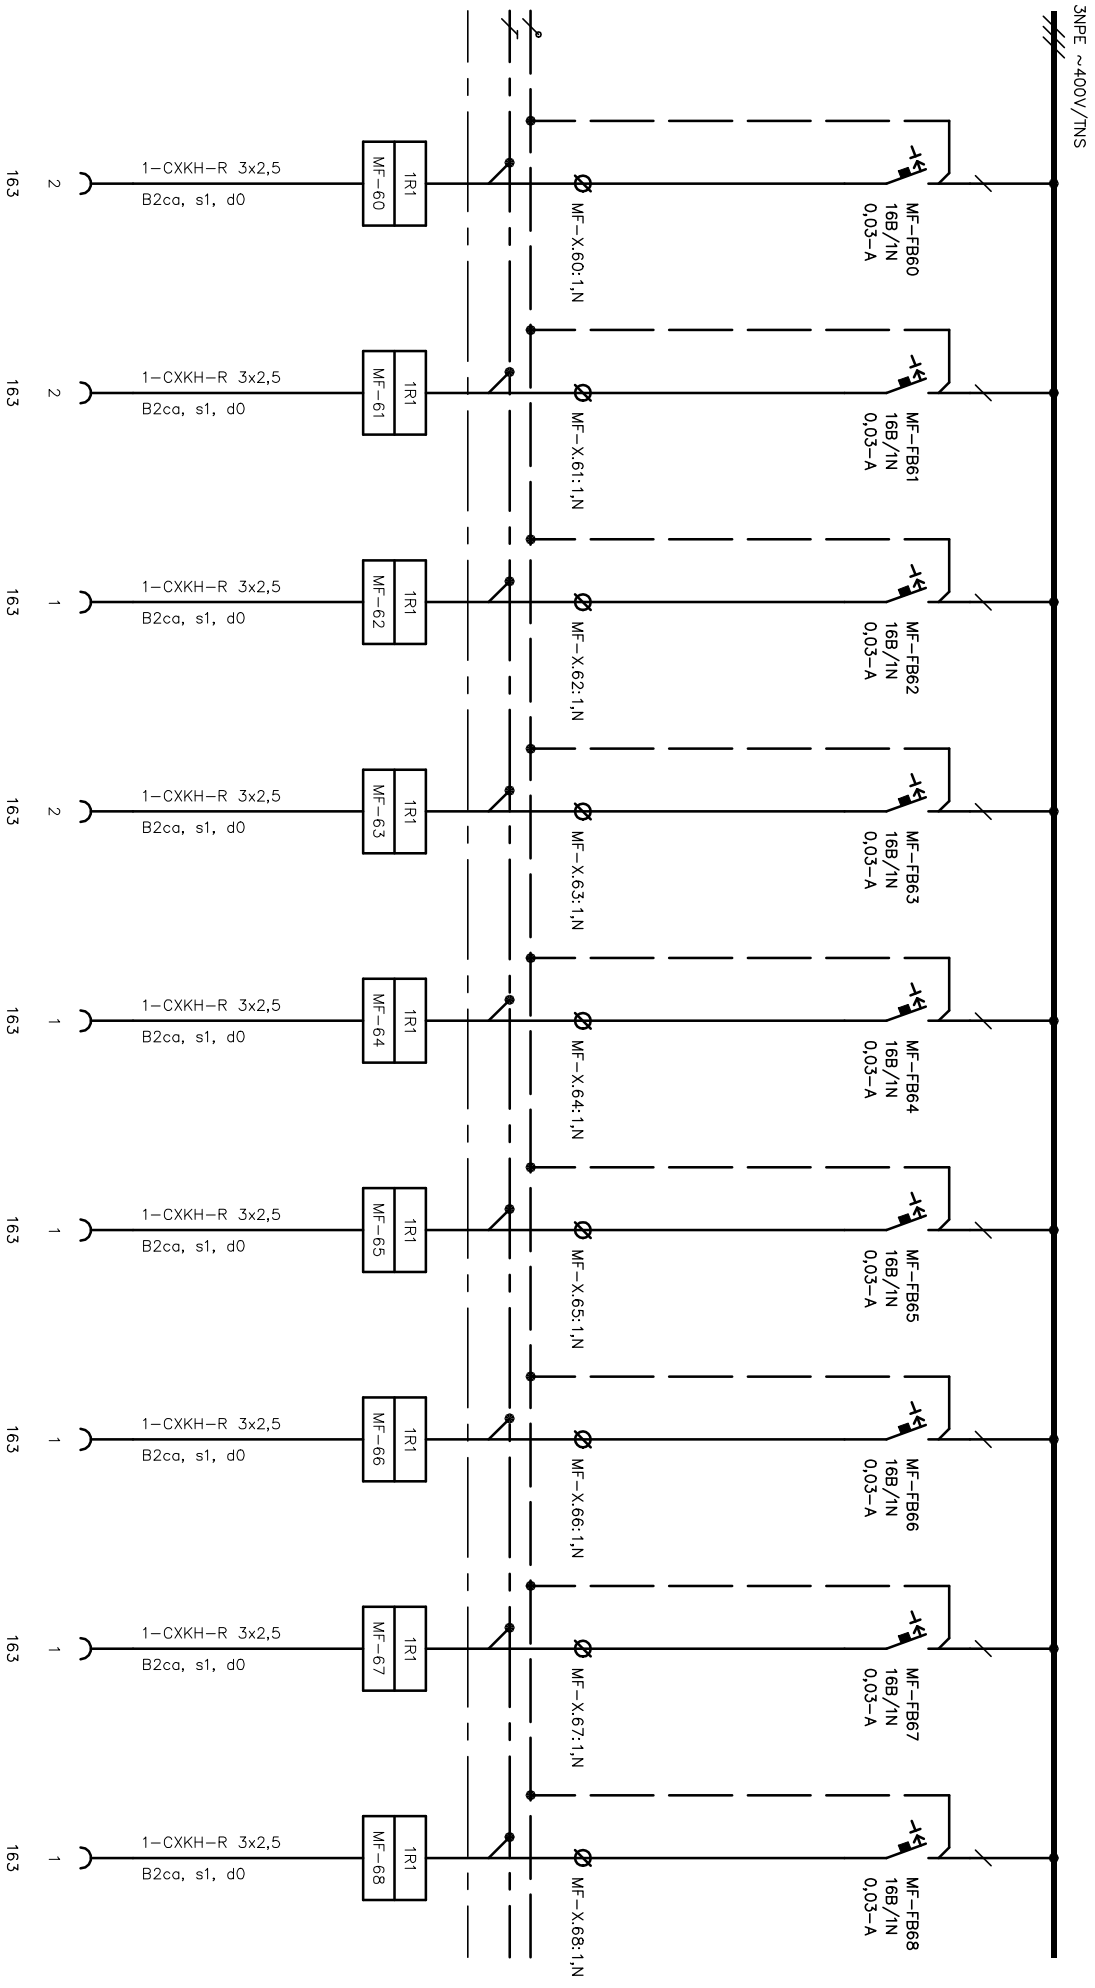 3NPE ~400V/TNS
MF-FB60
16B/1N
0,03-A
MF-X.60:1,N
1R1
MF-60
1-CXKH-R 3x2,5
B2ca, s1, d0
2
163
MF-FB61
16B/1N
0,03-A
MF-X.61:1,N
1R1
MF-61
1-CXKH-R 3x2,5
B2ca, s1, d0
2
163
MF-FB62
16B/1N
0,03-A
MF-X.62:1,N
1R1
MF-62
1-CXKH-R 3x2,5
B2ca, s1, d0
1
163
MF-FB63
16B/1N
0,03-A
MF-X.63:1,N
1R1
MF-63
1-CXKH-R 3x2,5
B2ca, s1, d0
2
163
MF-FB64
16B/1N
0,03-A
MF-X.64:1,N
1R1
MF-64
1-CXKH-R 3x2,5
B2ca, s1, d0
1
163
MF-FB65
16B/1N
0,03-A
MF-X.65:1,N
1R1
MF-65
1-CXKH-R 3x2,5
B2ca, s1, d0
1
163
MF-FB66
16B/1N
0,03-A
MF-X.66:1,N
1R1
MF-66
1-CXKH-R 3x2,5
B2ca, s1, d0
1
163
MF-FB67
16B/1N
0,03-A
MF-X.67:1,N
1R1
MF-67
1-CXKH-R 3x2,5
B2ca, s1, d0
1
163
MF-FB68
16B/1N
0,03-A
MF-X.68:1,N
1R1
MF-68
1-CXKH-R 3x2,5
B2ca, s1, d0
1
163